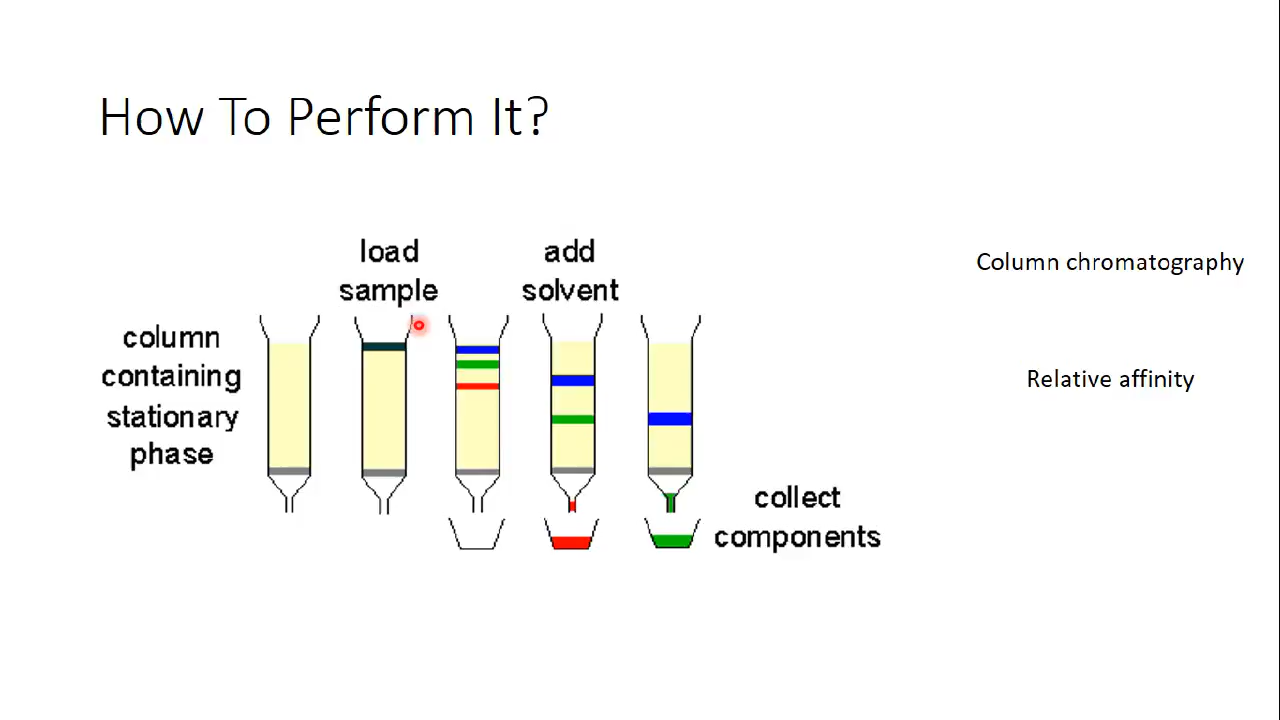 How To Perform It?
load
sample
add
solvent
column
containing
stationary
phase
collect
components
Column chromatography
Relative affinity